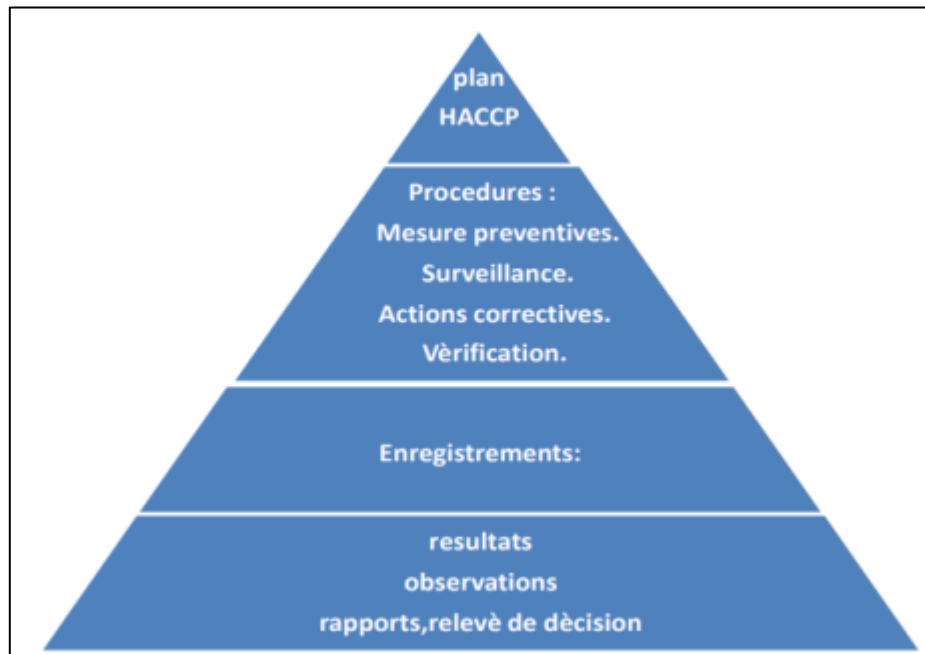 plan
HACCP
Procedures :
Mesure preventives.
Surveillance.
Actions correctives.
Vèrification.
Enregistrements:
resultats
observations
rapports,relevè de dècision